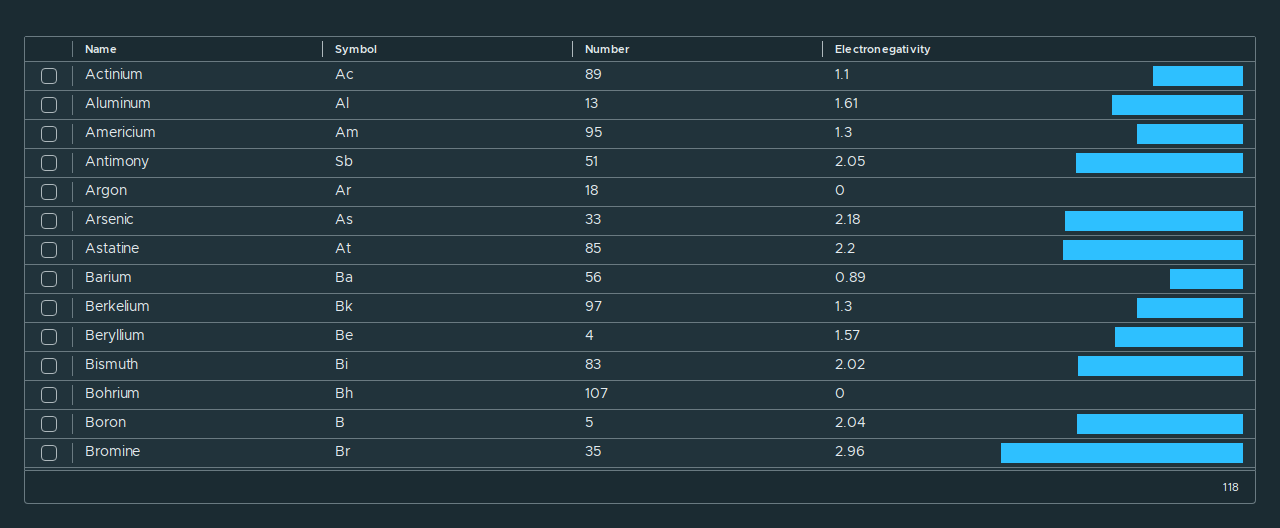 Name Symbol Number Electronegativity
Actinium Ac 89 1.1
Aluminum Al 13 1.61
Americium Am 95 1.3
Antimony Sb 51 2.05
Argon Ar 18 0
Arsenic As 33 2.18
Astatine At 85 2.2
Barium Ba 56 0.89
Berkelium Bk 97 1.3
Beryllium Be 4 1.57
Bismuth Bi 83 2.02
Bohrium Bh 107 0
Boron B 5 2.04
Bromine Br 35 2.96
118